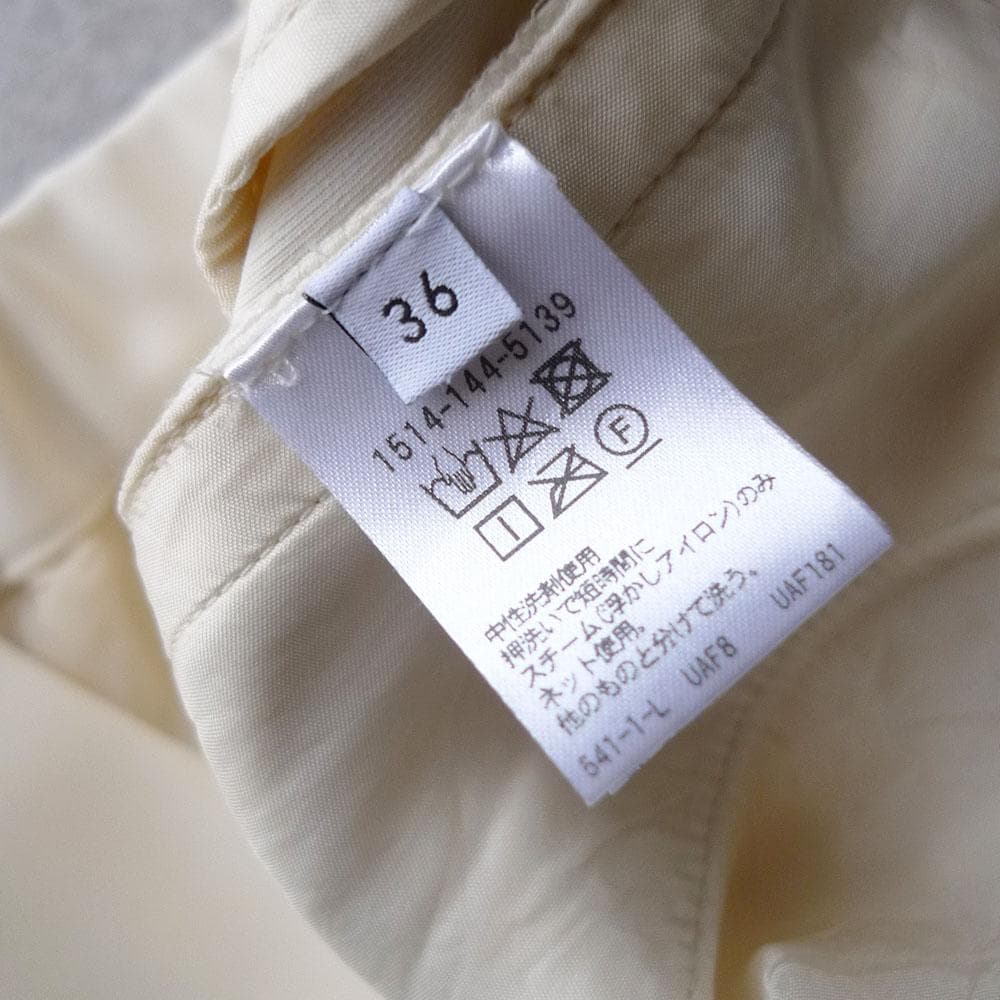 36
1514-144-5139
F
中性洗剤使用
押洗いで短時間に
スチーム(浮かしアイロン)のみ
ネット使用。
他のものと分けて洗う。
541-1-L UAF8 UAF181